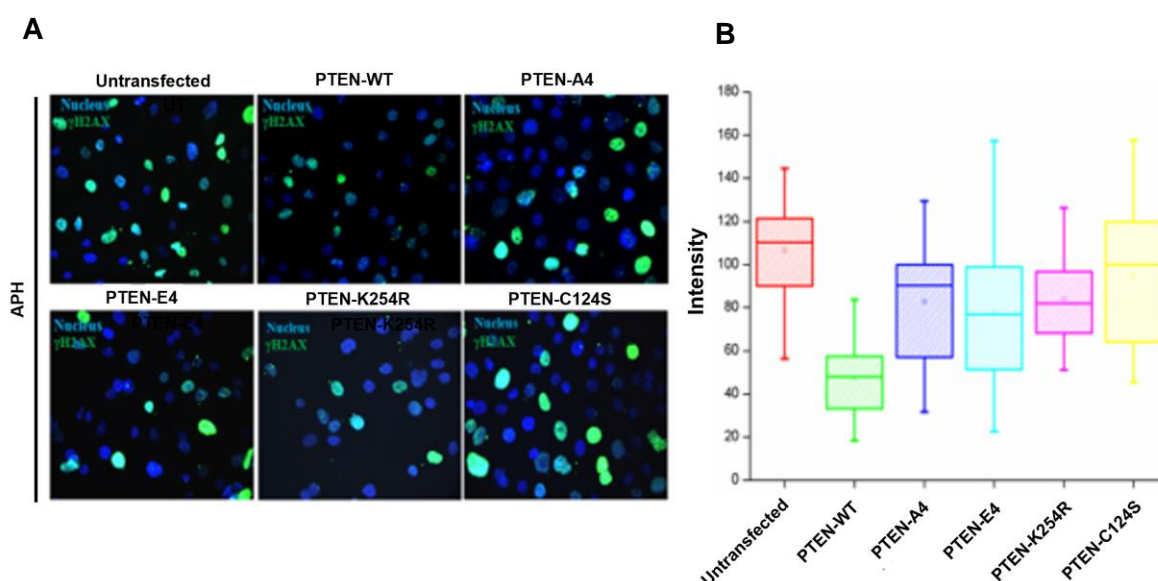 A
Untransfected
PTEN-WT
PTEN-A4
Nucleus
γH2AX
Nucleus
γH2AX
Nucleus
γH2AX
APH
PTEN-E4
PTEN-K254R
PTEN-C124S
PTEN-K254R
Nucleus
γH2AX
Nucleus
γH2AX
Nucleus
γH2AX
B
Intensity
180
160
140
120
100
80
60
40
20
0
Untransfected
PTEN-WT
PTEN-A4
PTEN-E4
PTEN-K254R
PTEN-C124S